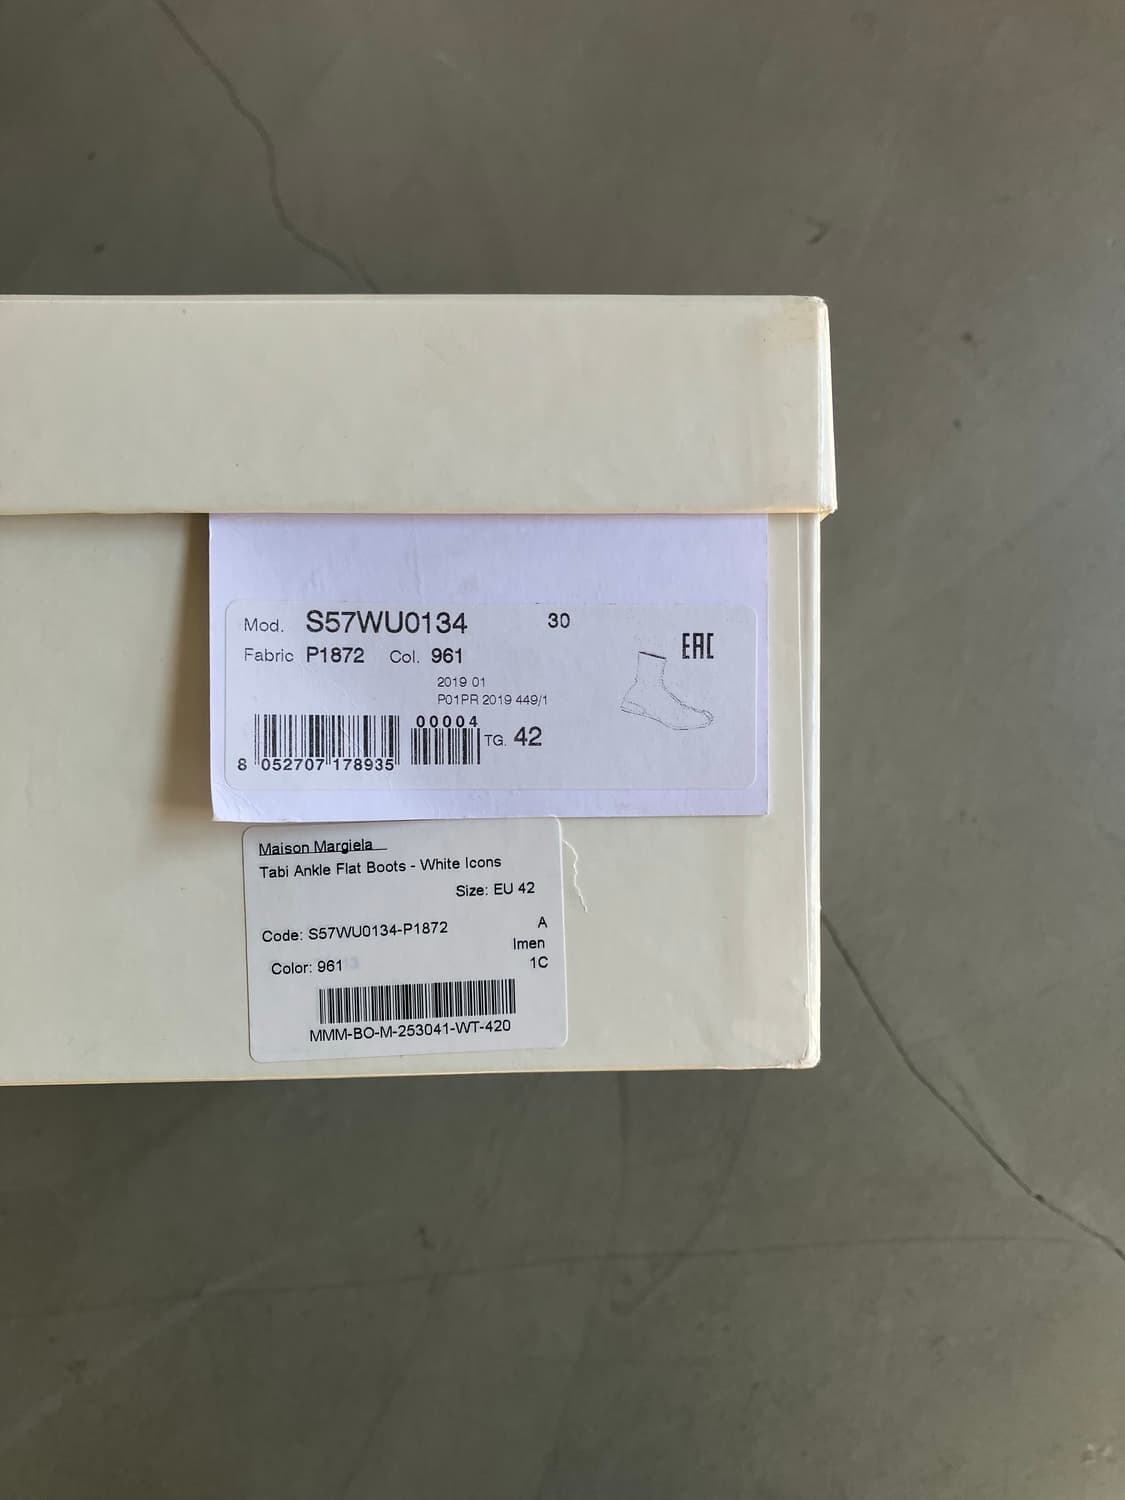 Mod. S57WU0134 30
Fabric P1872 Col. 961
EAC
2019 01
P01PR 2019 449/1
00004
TG. 42
8 052707 178935
Maison Margiela
Tabi Ankle Flat Boots - White Icons
Size: EU 42
Code: S57WU0134-P1872 A
Imen
Color: 961 1C
MMM-BO-M-253041-WT-420